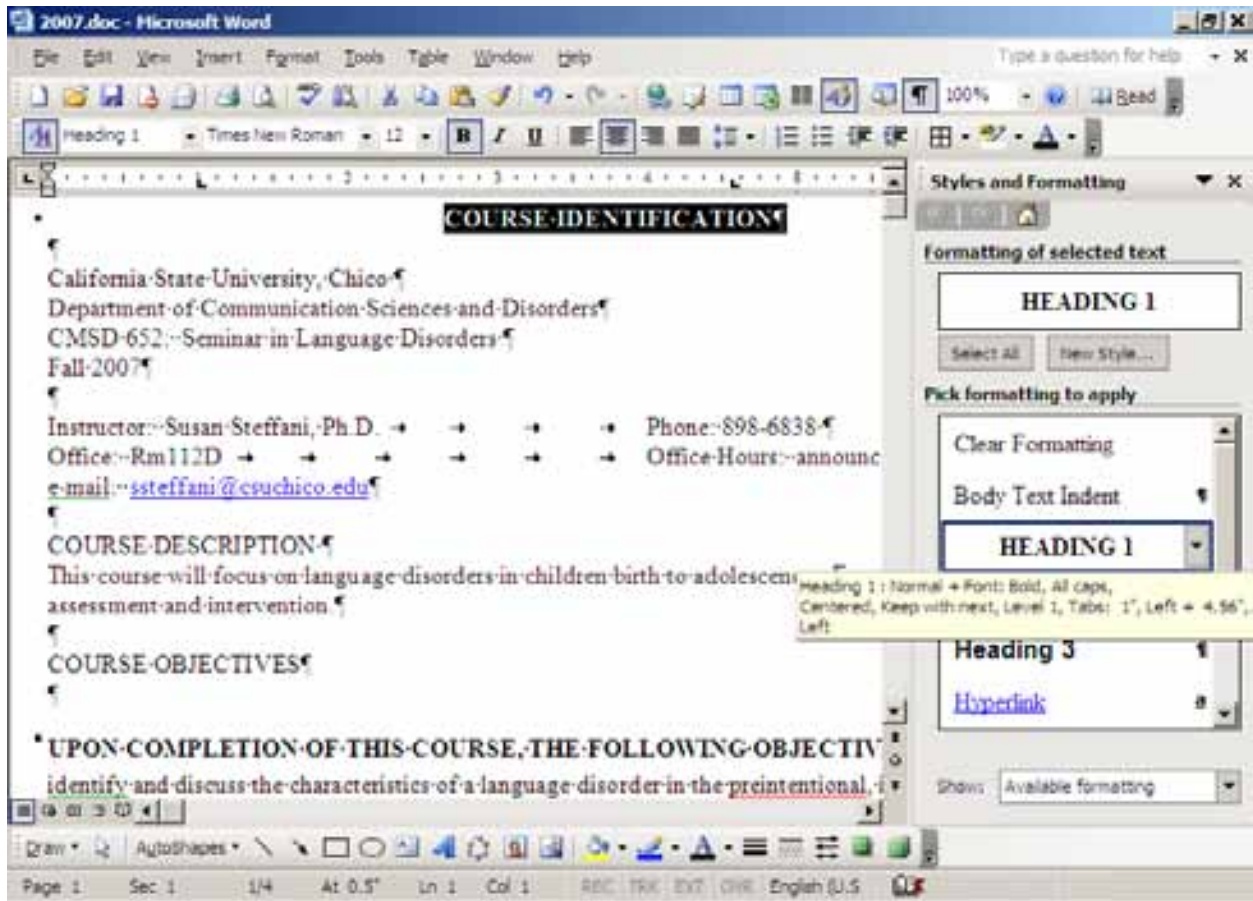 2007.doc - Microsoft Word
File Edit View Insert Format Tools Table Window Help Type a question for help
100% Read
Heading 1 Times New Roman 12 B I U
Styles and Formatting
COURSE·IDENTIFICATION¶
¶
California·State·University,·Chico·¶
Department·of·Communication·Sciences·and·Disorders¶
CMSD·652:··Seminar·in·Language·Disorders·¶
Fall·2007¶
¶
Instructor:··Susan·Steffani,·Ph.D. → → → → Phone:·898-6838·¶
Office:··Rm112D → → → → → → Office·Hours:··announc
e-mail:··ssteffani@csuchico.edu¶
¶
COURSE·DESCRIPTION·¶
This·course·will·focus·on·language·disorders·in·children·birth·to·adolescen
assessment·and·intervention.¶
¶
COURSE·OBJECTIVES¶
¶
UPON·COMPLETION·OF·THIS·COURSE,·THE·FOLLOWING·OBJECTIV
identify·and·discuss·the·characteristics·of·a·language·disorder·in·the·preintentional,·i
Formatting of selected text
HEADING 1
Select All New Style...
Pick formatting to apply
Clear Formatting
Body Text Indent ¶
HEADING 1
Heading 1 : Normal + Font: Bold, All caps,
Centered, Keep with next, Level 1, Tabs: 1", Left + 4.56",
Left
Heading 3 ¶
Hyperlink a
Show: Available formatting
Draw AutoShapes
Page 1 Sec 1 1/4 At 0.5" Ln 1 Col 1 REC TRK EXT OVR English (U.S